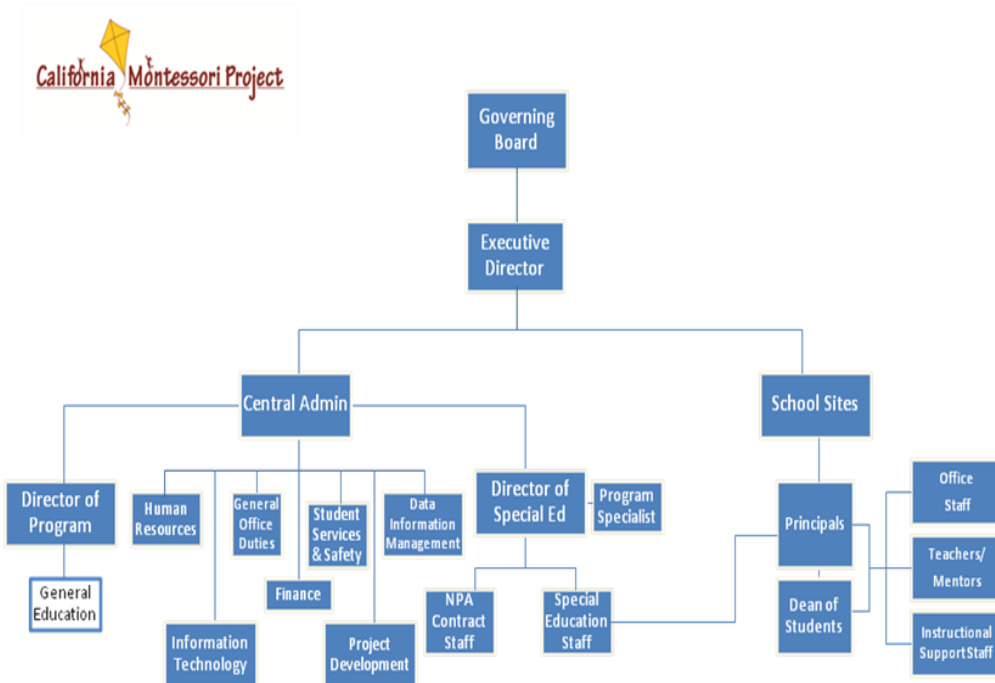 California Montessori Project
Governing
Board
Executive
Director
Central Admin
School Sites
Director of
Program
Human
Resources
General
Office
Duties
Student
Services
& Safety
Data
Information
Management
Director of
Special Ed
Program
Specialist
Principals
Office
Staff
General
Education
Finance
Information
Technology
Project
Development
NPA
Contract
Staff
Special
Education
Staff
Dean of
Students
Teachers/
Mentors
Instructional
Support Staff